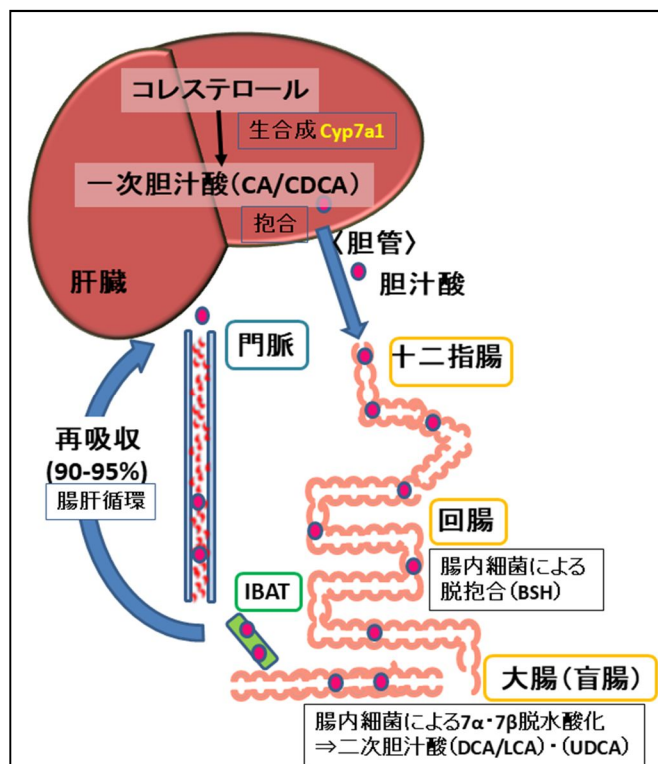 コレステロール
生合成 Cyp7a1
一次胆汁酸(CA/CDCA)
抱合
〈胆管〉
胆汁酸
肝臓
門脈
十二指腸
再吸収
(90-95%)
腸肝循環
回腸
腸内細菌による
脱抱合(BSH)
IBAT
大腸(盲腸)
腸内細菌による7α・7β脱水酸化
⇒二次胆汁酸(DCA/LCA)・(UDCA)